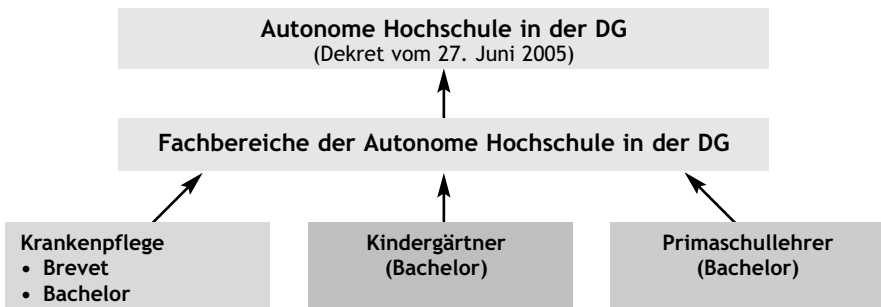 Autonome Hochschule in der DG
(Dekret vom 27. Juni 2005)
Fachbereiche der Autonome Hochschule in der DG
Krankenpflege
• Brevet
• Bachelor
Kindergärtner
(Bachelor)
Primaschullehrer
(Bachelor)